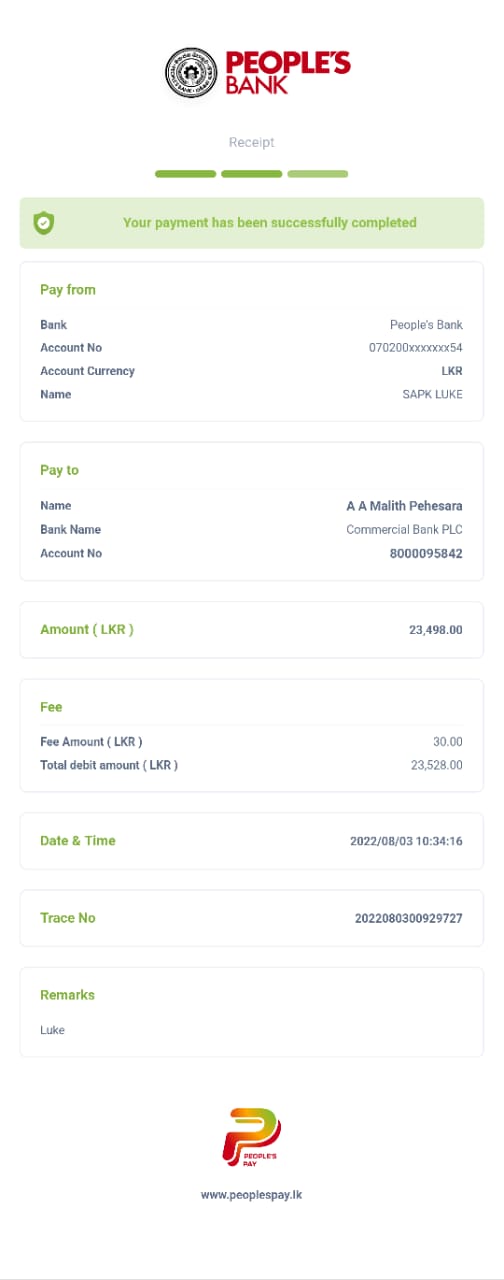 PEOPLE'S
BANK
Receipt
Your payment has been successfully completed
Pay from
Bank People's Bank
Account No 070200xxxxxxx54
Account Currency LKR
Name SAPK LUKE
Pay to
Name A A Malith Pehesara
Bank Name Commercial Bank PLC
Account No 8000095842
Amount ( LKR ) 23,498.00
Fee
Fee Amount ( LKR ) 30.00
Total debit amount ( LKR ) 23,528.00
Date & Time 2022/08/03 10:34:16
Trace No 2022080300929727
Remarks
Luke
PEOPLE'S
PAY
www.peoplespay.lk